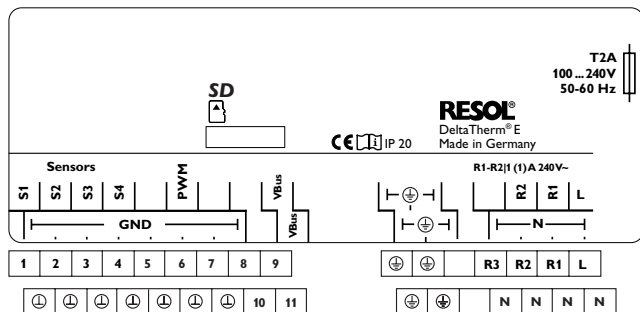 T2A
100 ... 240V
50-60 Hz
SD
RESOL®
DeltaTherm® E
Made in Germany
CE i IP 20
Sensors
R1-R2|1 (1) A 240V~
S1 S2 S3 S4 PWM VBus R2 R1 L
GND VBus N
1 2 3 4 5 6 7 8 9 R3 R2 R1 L
10 11 N N N N